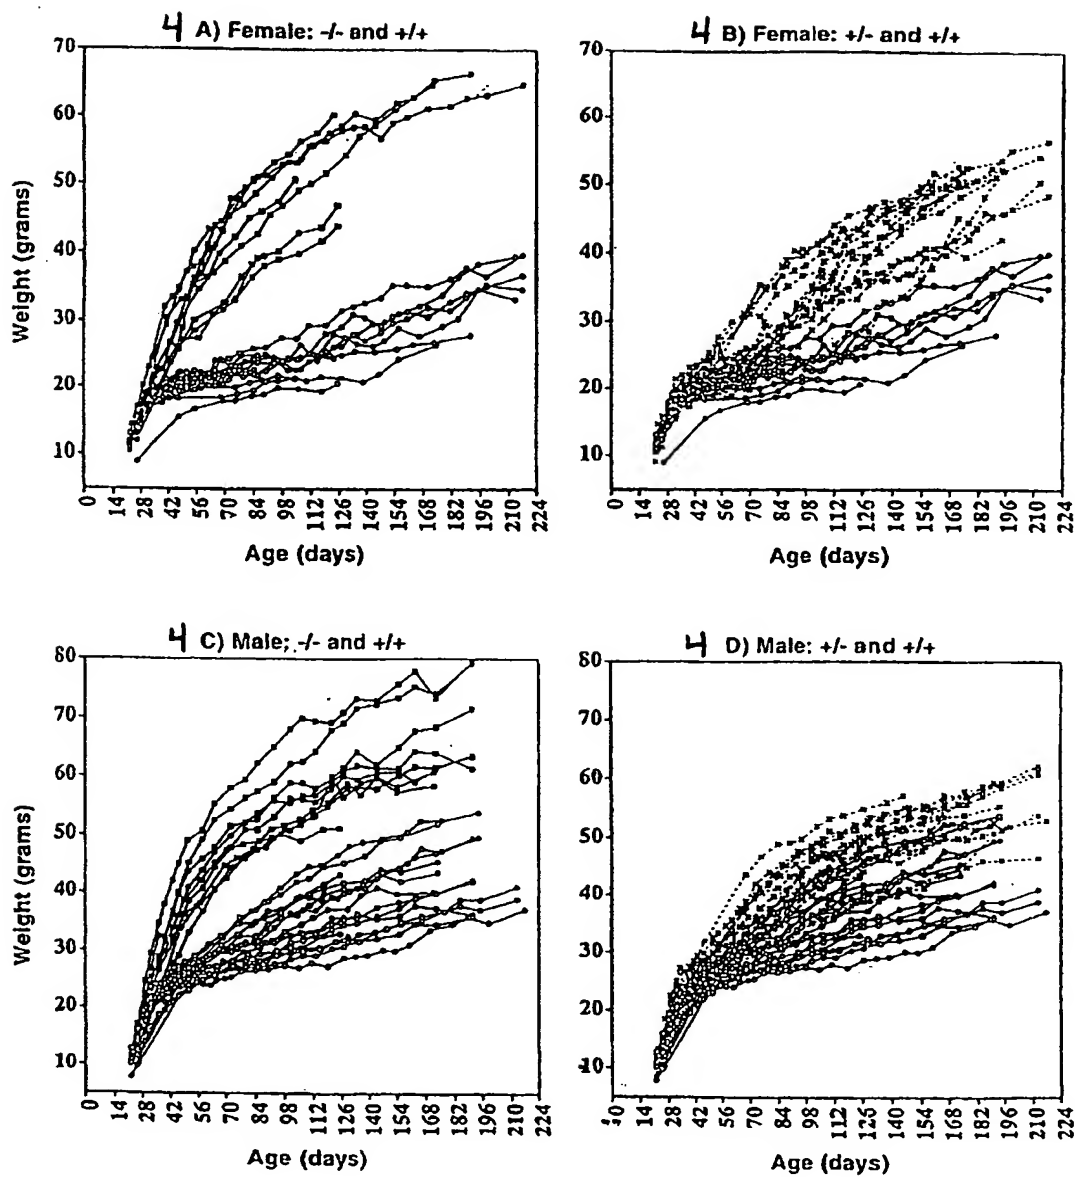 4 A) Female: -/- and +/+
70
60
50
40
30
20
10
Weight (grams)
0 14 28 42 56 70 84 98 112 126 140 154 168 182 196 210 224
Age (days)
4 B) Female: +/- and +/+
70
60
50
40
30
20
10
0 14 28 42 56 70 84 98 112 126 140 154 168 182 196 210 224
Age (days)
4 C) Male: -/- and +/+
80
70
60
50
40
30
20
10
Weight (grams)
0 14 28 42 56 70 84 98 112 126 140 154 168 182 196 210 224
Age (days)
4 D) Male: +/- and +/+
80
70
60
50
40
30
20
10
0 14 28 42 56 70 84 98 112 126 140 154 168 182 196 210 224
Age (days)